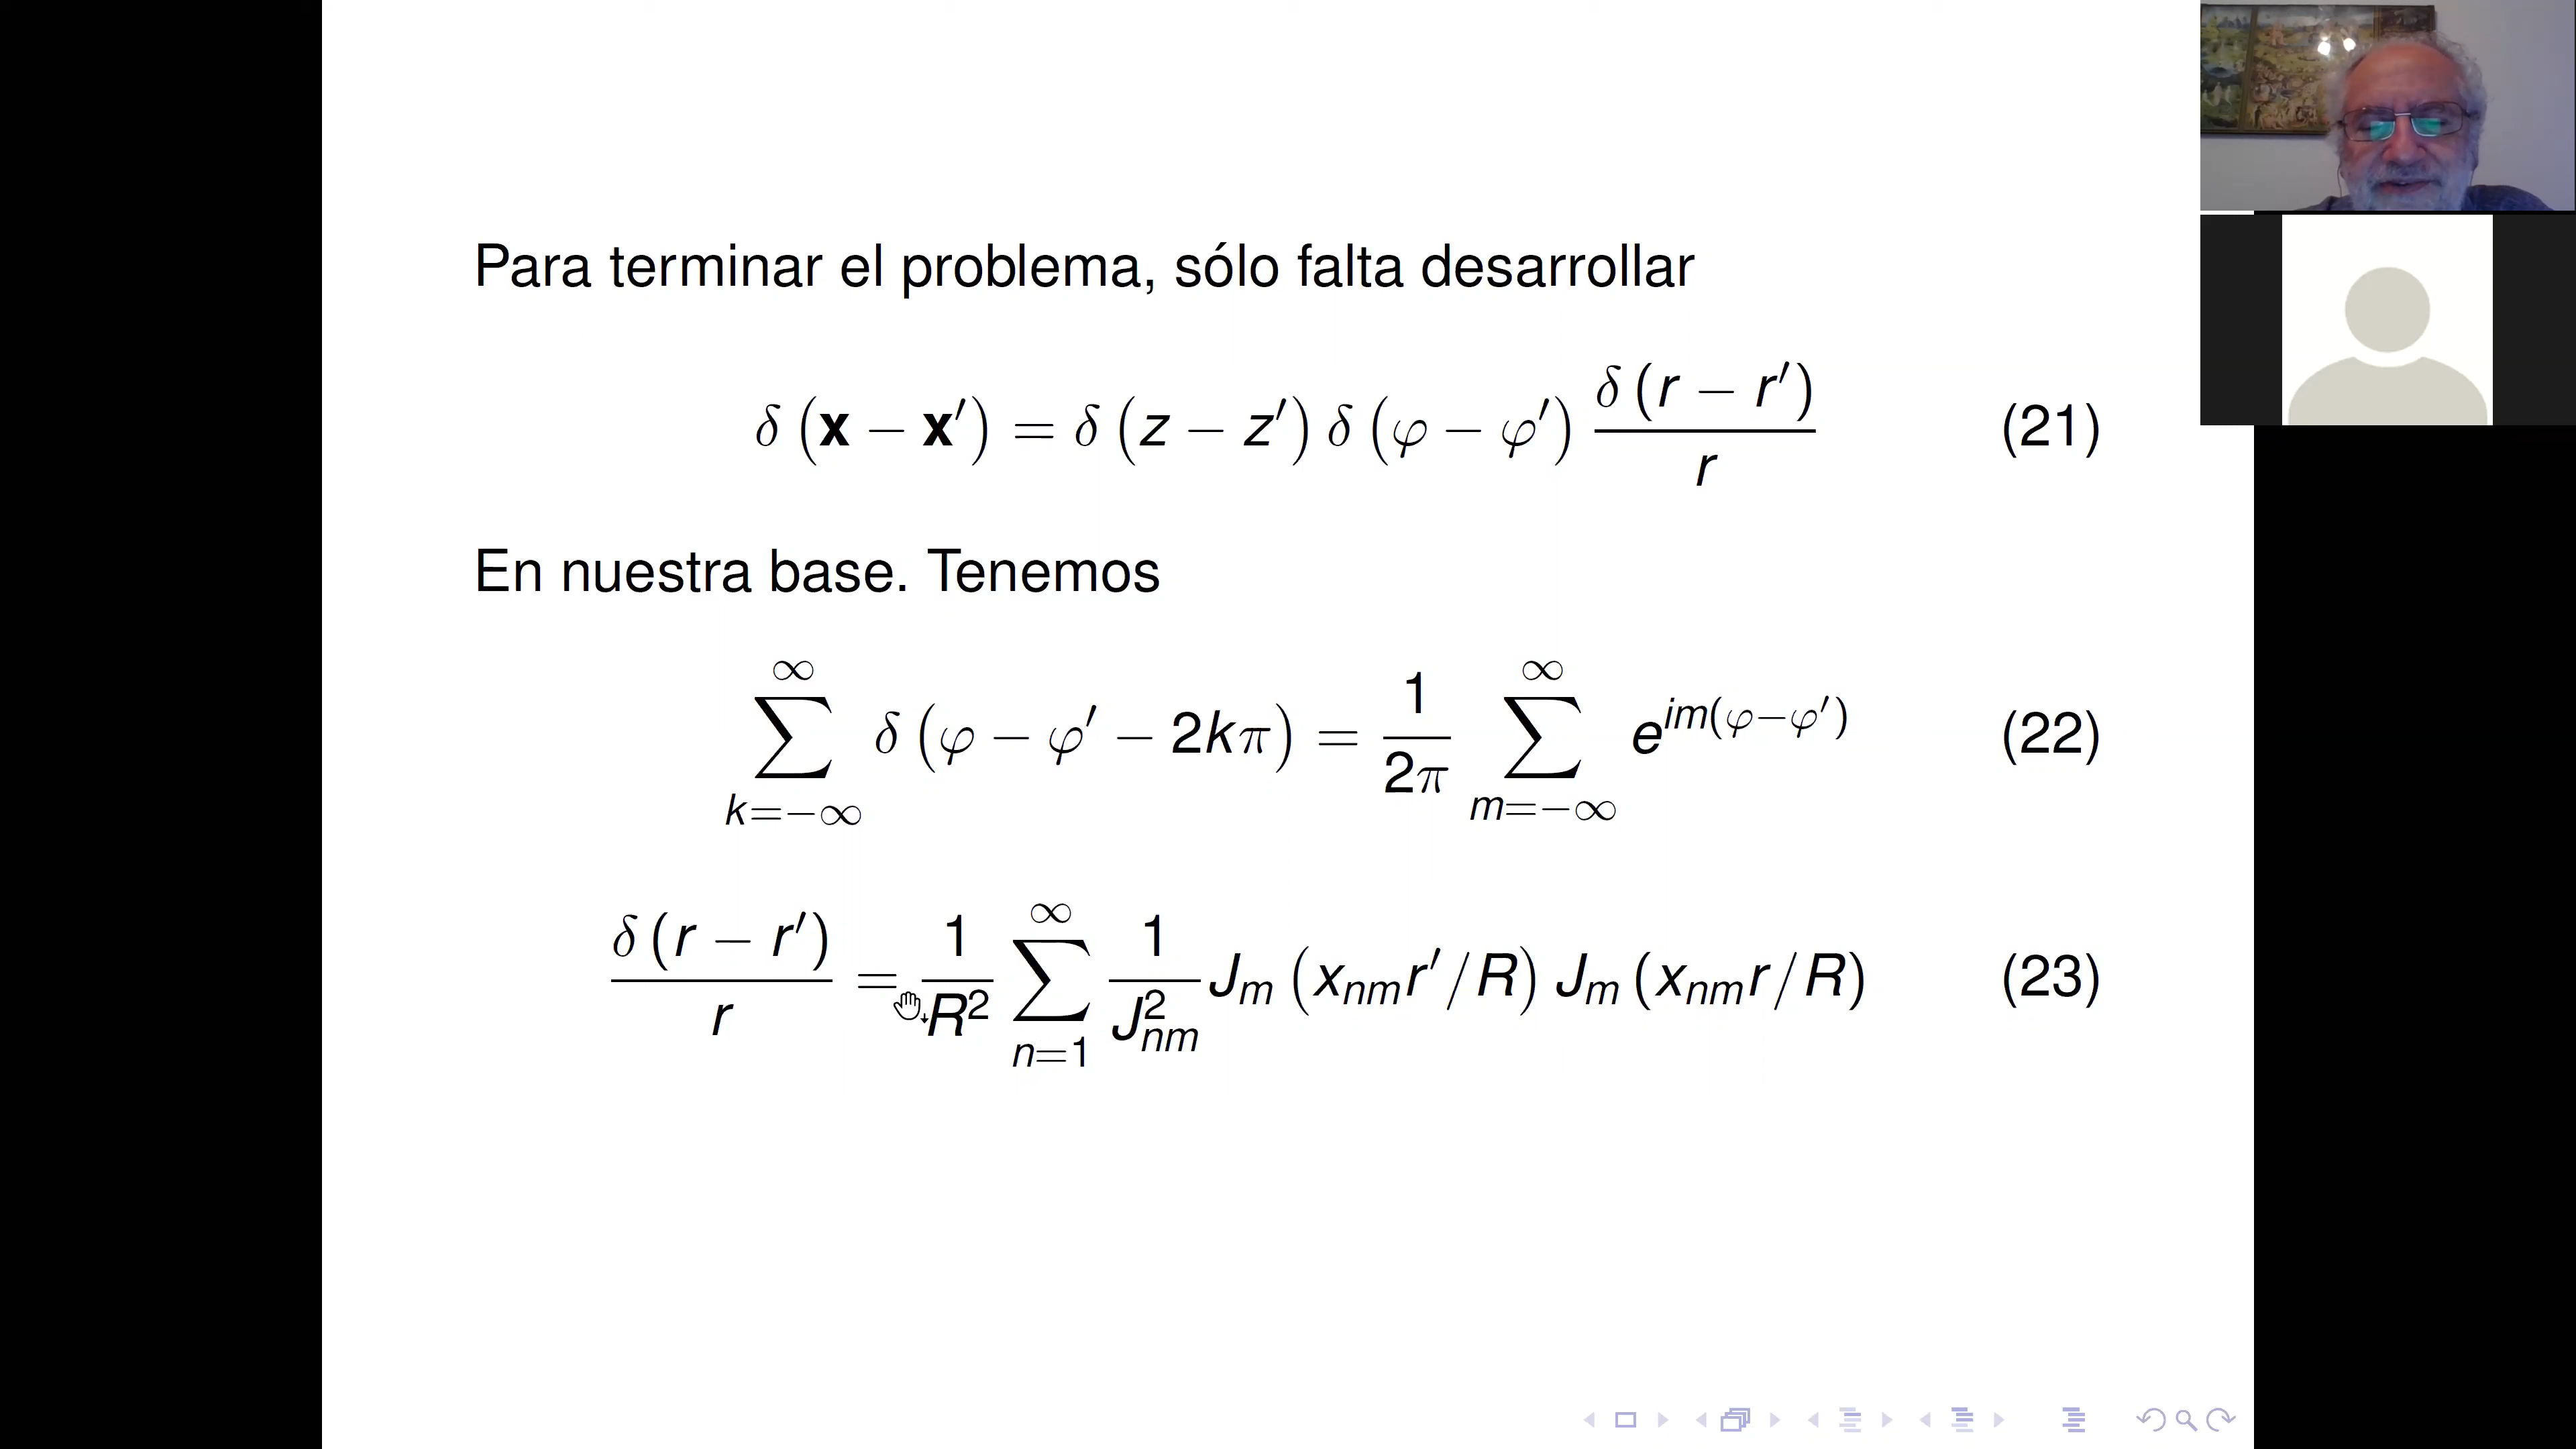 Para terminar el problema, sólo falta desarrollar
δ (x − x′) = δ (z − z′) δ (φ − φ′) δ (r − r′) / r (21)
En nuestra base. Tenemos
∑_{k=−∞}^{∞} δ (φ − φ′ − 2kπ) = 1/2π ∑_{m=−∞}^{∞} e^{im(φ−φ′)} (22)
δ (r − r′) / r = 1/R² ∑_{n=1}^{∞} 1/J²_{nm} J_m (x_{nm}r′/R) J_m (x_{nm}r/R) (23)